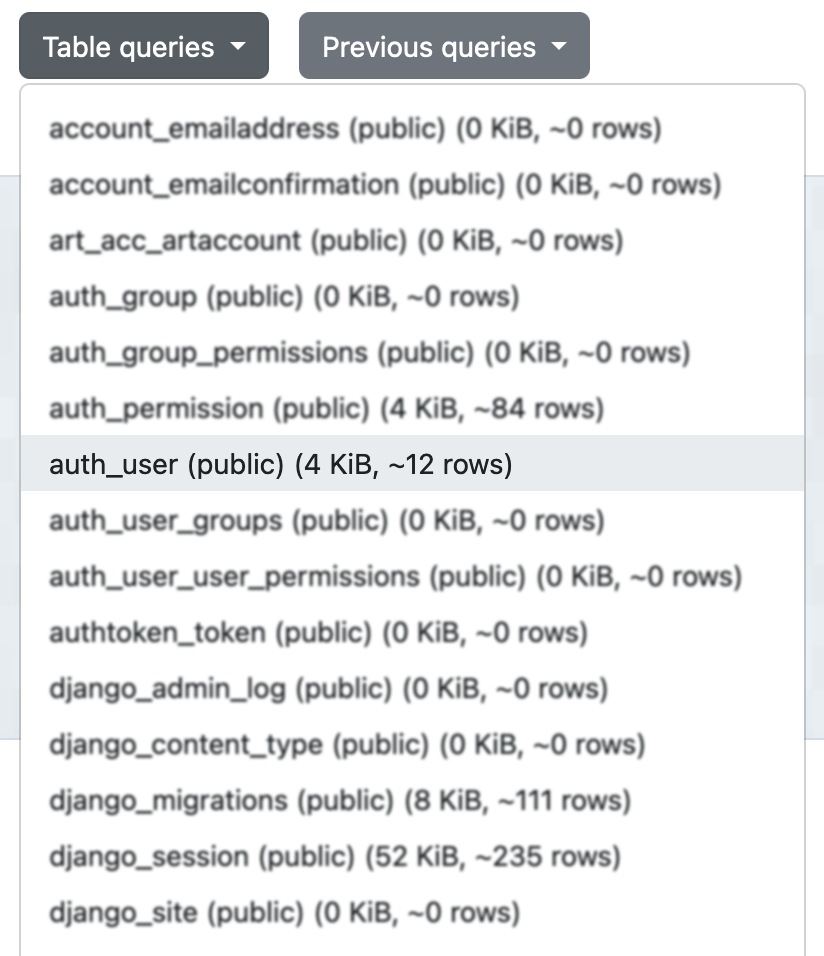 Table queries
Previous queries
account_emailaddress (public) (0 KiB, ~0 rows)
account_emailconfirmation (public) (0 KiB, ~0 rows)
art_acc_artaccount (public) (0 KiB, ~0 rows)
auth_group (public) (0 KiB, ~0 rows)
auth_group_permissions (public) (0 KiB, ~0 rows)
auth_permission (public) (4 KiB, ~84 rows)
auth_user (public) (4 KiB, ~12 rows)
auth_user_groups (public) (0 KiB, ~0 rows)
auth_user_user_permissions (public) (0 KiB, ~0 rows)
authtoken_token (public) (0 KiB, ~0 rows)
django_admin_log (public) (0 KiB, ~0 rows)
django_content_type (public) (0 KiB, ~0 rows)
django_migrations (public) (8 KiB, ~111 rows)
django_session (public) (52 KiB, ~235 rows)
django_site (public) (0 KiB, ~0 rows)